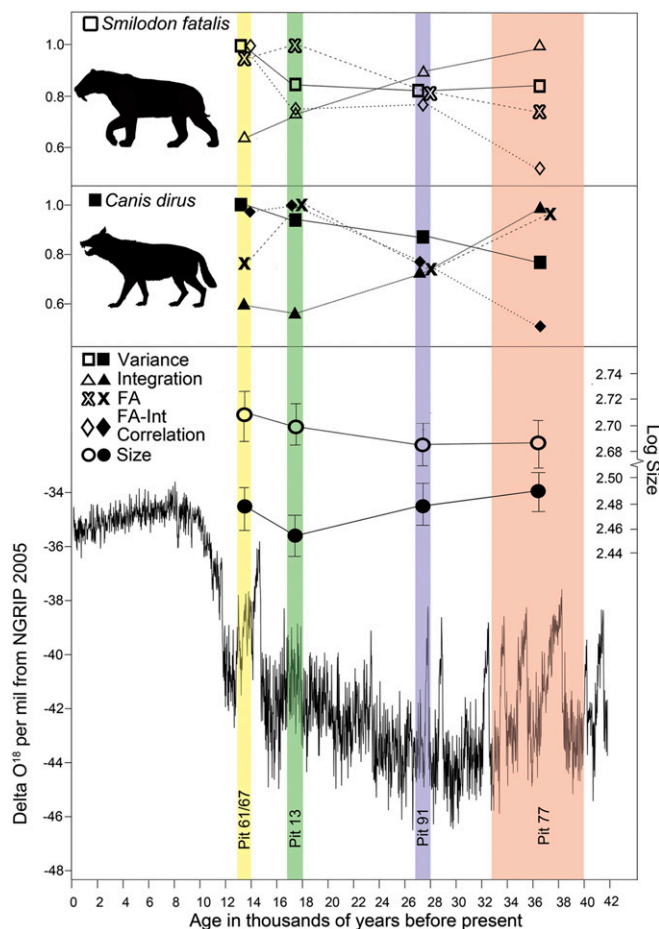 Smilodon fatalis
1.0
0.8
0.6
Canis dirus
1.0
0.8
0.6
Variance
Integration
FA
FA-Int
Correlation
Size
2.74
2.72
2.70
2.68
2.50
2.48
2.46
2.44
Log Size
-34
-36
-38
-40
-42
-44
-46
-48
Delta O18 per mil from NGRIP 2005
Pit 61/67
Pit 13
Pit 91
Pit 77
0 2 4 6 8 10 12 14 16 18 20 22 24 26 28 30 32 34 36 38 40 42
Age in thousands of years before present